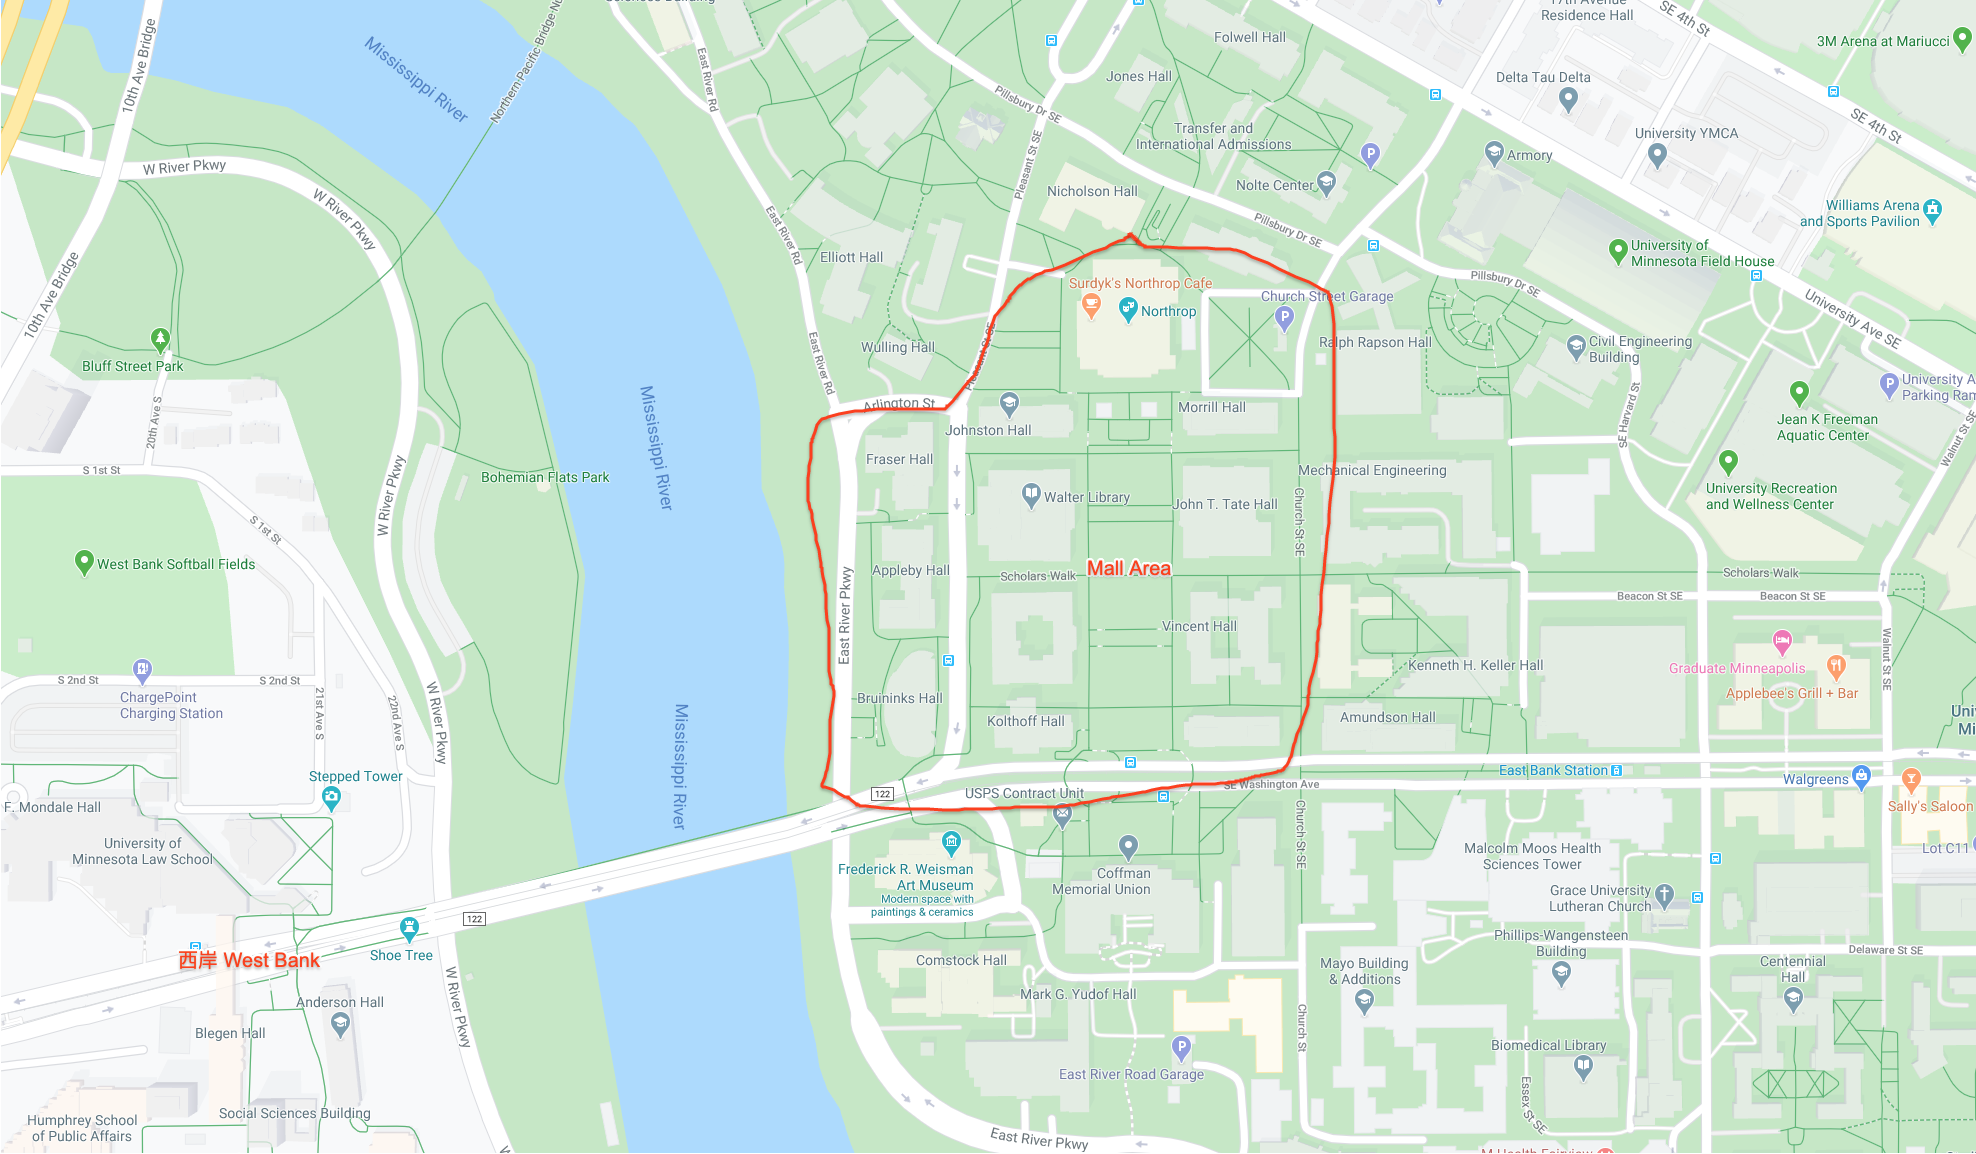 Sciences Building
17th Avenue
Residence Hall
SE 4th St
3M Arena at Mariucci
Folwell Hall
Jones Hall
Delta Tau Delta
10th Ave Bridge
Mississippi River
Northern-Pacific-Bridge-Nu
East River Rd
Pillsbury Dr SE
Transfer and
International Admissions
University YMCA
SE 4th St
W River Pkwy
W River Pkwy
Pleasant St SE
Nicholson Hall
Nolte Center
Armory
Williams Arena
and Sports Pavilion
East River Rd
Pillsbury Dr SE
University of
Minnesota Field House
Elliott Hall
10th Ave Bridge
Surdyk's Northrop Cafe
Northrop
Church Street Garage
Pillsbury Dr SE
University Ave SE
Bluff Street Park
East River Rd
Wulling Hall
Pleasant St SE
Ralph Rapson Hall
Civil Engineering
Building
University A
Parking Ram
20th Ave S
Arlington St
Johnston Hall
Morrill Hall
SE Harvard St
Jean K Freeman
Aquatic Center
Walnut St SE
S 1st St
W River Pkwy
Bohemian Flats Park
Mississippi River
Fraser Hall
Walter Library
John T. Tate Hall
Mechanical Engineering
Church St SE
University Recreation
and Wellness Center
S 1st St
West Bank Softball Fields
East River Pkwy
Appleby Hall
Scholars Walk
Mall Area
Scholars Walk
Beacon St SE
Beacon St SE
Vincent Hall
Kenneth H. Keller Hall
Graduate Minneapolis
Walnut St SE
Applebee's Grill + Bar
S 2nd St
S 2nd St
ChargePoint
Charging Station
21st Ave S
22nd Ave S
W River Pkwy
Mississippi River
Bruininks Hall
Kolthoff Hall
Amundson Hall
Uni
Mi
Stepped Tower
122
USPS Contract Unit
SE Washington Ave
East Bank Station
Walgreens
Sally's Saloon
F. Mondale Hall
University of
Minnesota Law School
Frederick R. Weisman
Art Museum
Modern space with
paintings & ceramics
Coffman
Memorial Union
Church St SE
Malcolm Moos Health
Sciences Tower
Lot C11
Grace University
Lutheran Church
122
Shoe Tree
西岸 West Bank
Phillips-Wangensteen
Building
Delaware St SE
Comstock Hall
Mayo Building
& Additions
Centennial
Hall
W River Pkwy
Anderson Hall
Mark G. Yudof Hall
Blegen Hall
Church St
Biomedical Library
East River Road Garage
Essex St SE
Social Sciences Building
Humphrey School
of Public Affairs
East River Pkwy
M Health Fairview